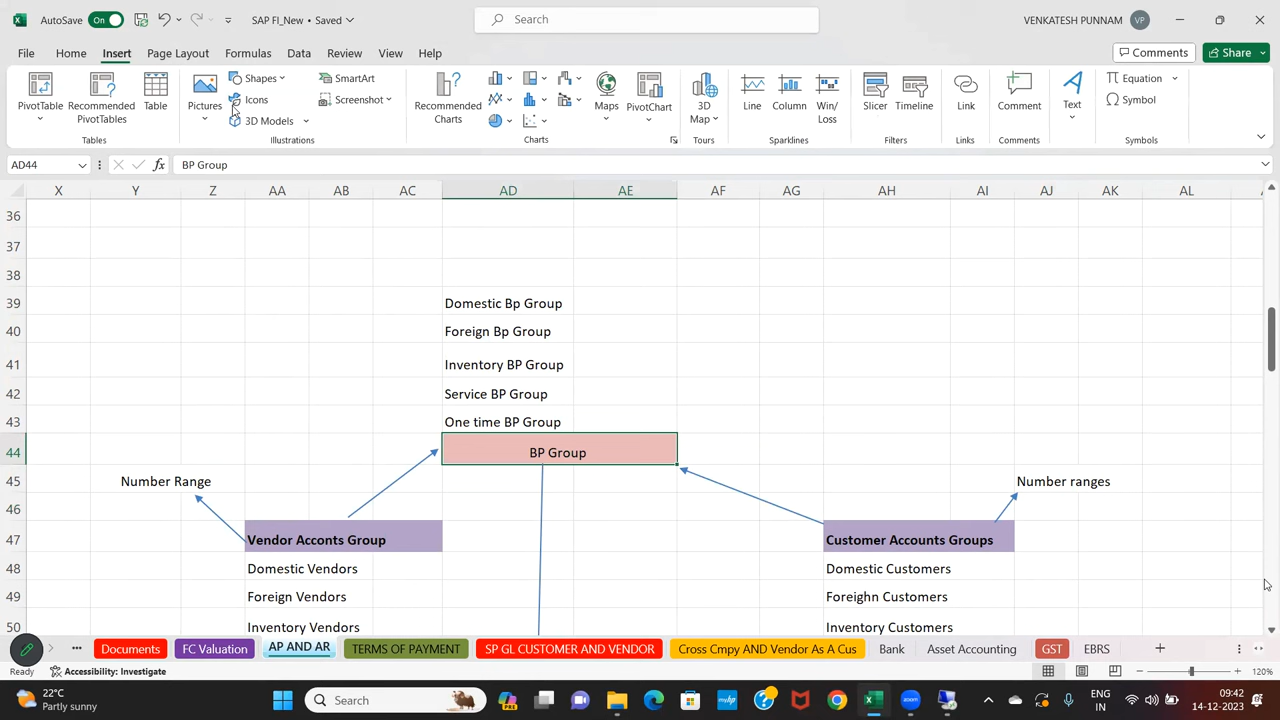 AutoSave On SAP FI_New • Saved Search VENKATESH PUNNAM VP
File Home Insert Page Layout Formulas Data Review View Help Comments Share
PivotTable Recommended PivotTables Table Pictures Shapes Icons 3D Models SmartArt Screenshot Recommended Charts Maps PivotChart 3D Map Line Column Win/Loss Slicer Timeline Link Comment Text Equation Symbol
Tables Illustrations Charts Tours Sparklines Filters Links Comments Symbols
AD44 fx BP Group
X Y Z AA AB AC AD AE AF AG AH AI AJ AK AL
36
37
38
39 Domestic Bp Group
40 Foreign Bp Group
41 Inventory BP Group
42 Service BP Group
43 One time BP Group
44 BP Group
45 Number Range Number ranges
46
47 Vendor Acconts Group Customer Accounts Groups
48 Domestic Vendors Domestic Customers
49 Foreign Vendors Foreighn Customers
50 Inventory Vendors Inventory Customers
Documents FC Valuation AP AND AR TERMS OF PAYMENT SP GL CUSTOMER AND VENDOR Cross Cmpy AND Vendor As A Cus Bank Asset Accounting GST EBRS
Ready Accessibility: Investigate 120%
22°C Search ENG 09:42
Partly sunny IN 14-12-2023